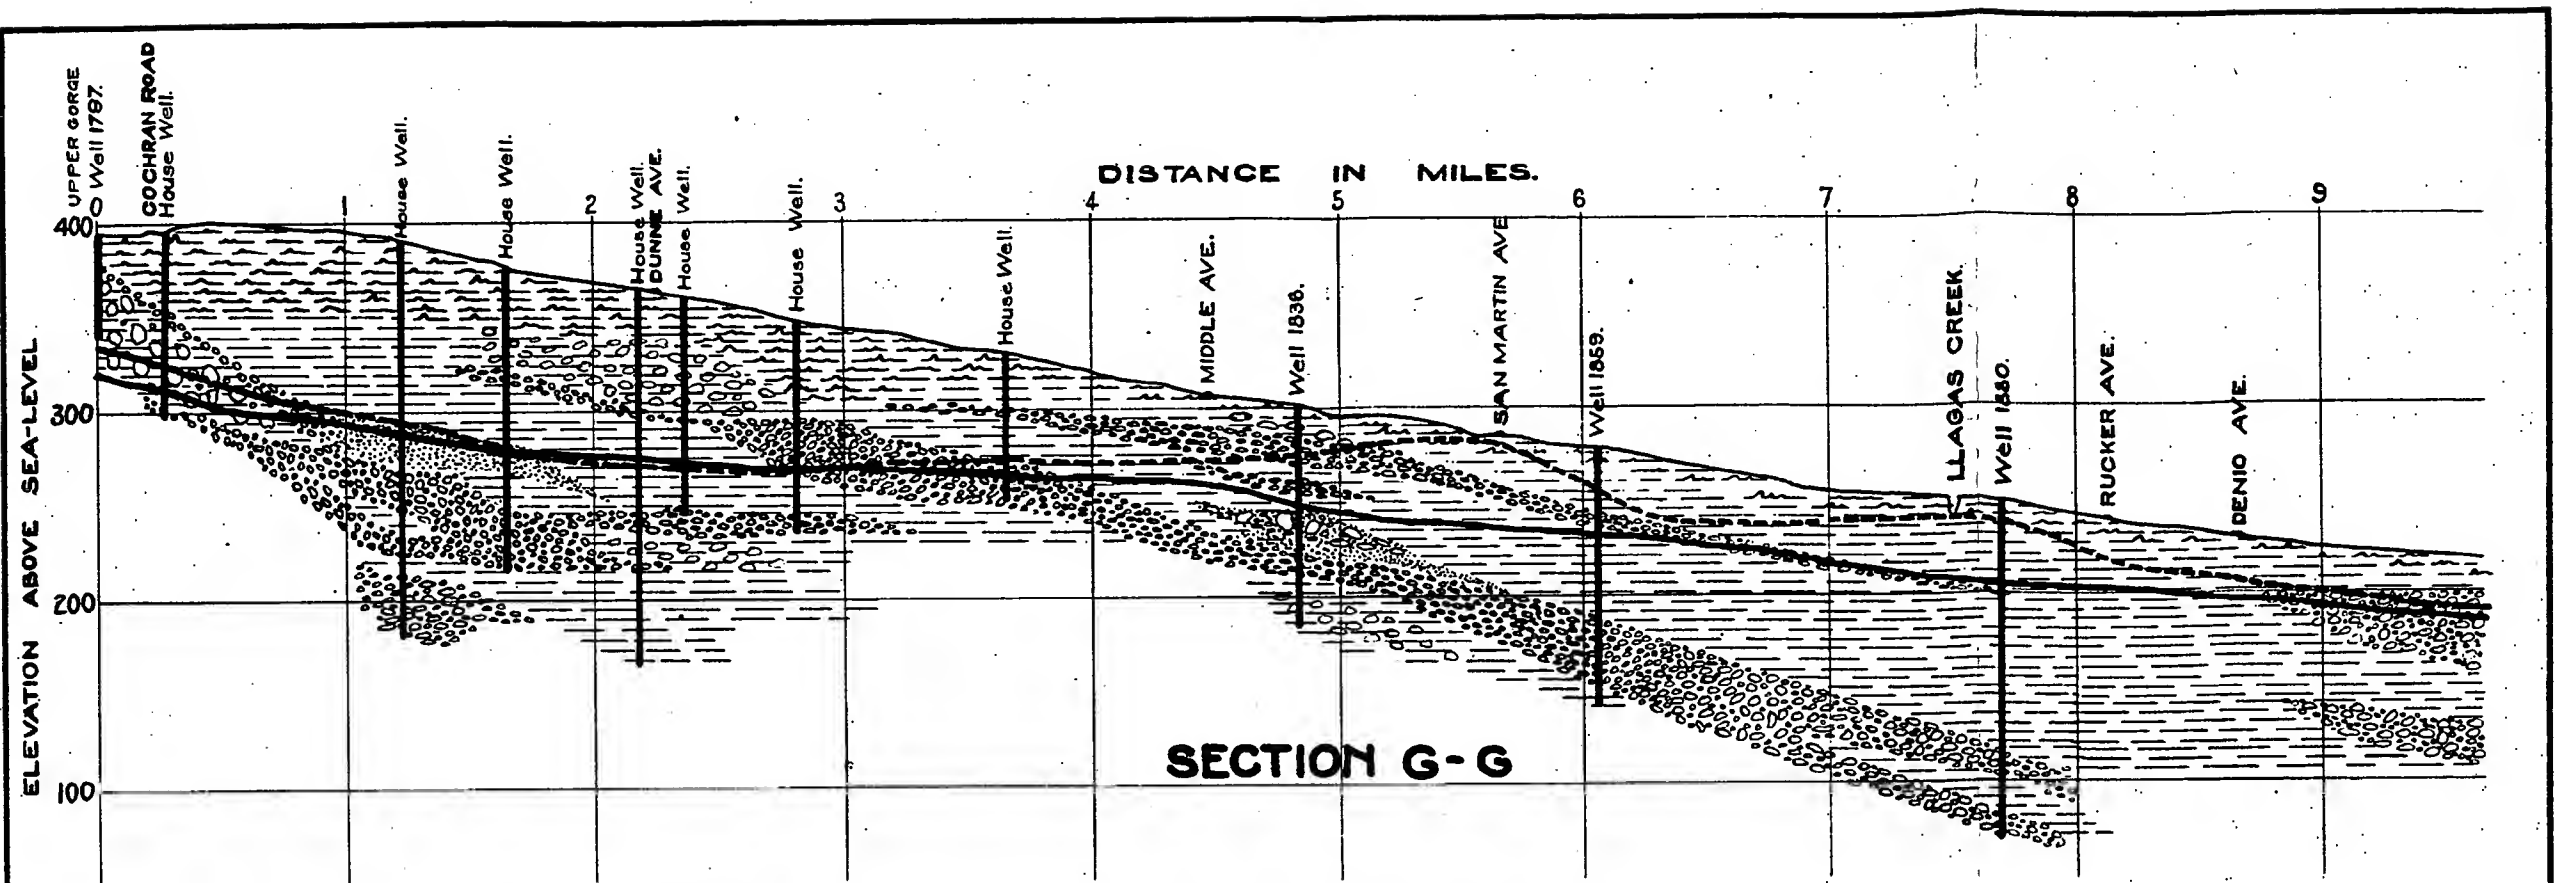 UPPER GORGE
0 Well 1797.
COCHRAN ROAD
House Well.
House Well.
House Well.
House Well.
DUNNE AVE.
House Well.
House Well.
House Well.
MIDDLE AVE.
Well 1836.
SAN MARTIN AVE
Well 1859.
LLAGAS CREEK.
Well 1880.
RUCKER AVE.
DENIO AVE.
DISTANCE IN MILES.
1 2 3 4 5 6 7 8 9
400
300
200
100
ELEVATION ABOVE SEA-LEVEL.
SECTION G-G